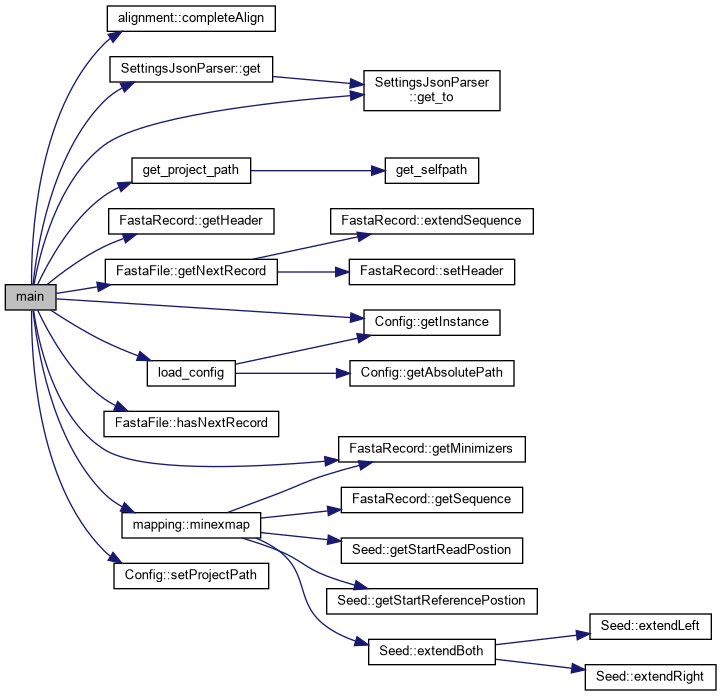 alignment::completeAlign
SettingsJsonParser::get
SettingsJsonParser
::get_to
get_project_path
get_selfpath
FastaRecord::getHeader
FastaRecord::extendSequence
FastaFile::getNextRecord
FastaRecord::setHeader
main
Config::getInstance
load_config
Config::getAbsolutePath
FastaFile::hasNextRecord
FastaRecord::getMinimizers
FastaRecord::getSequence
mapping::minexmap
Seed::getStartReadPostion
Config::setProjectPath
Seed::getStartReferencePostion
Seed::extendLeft
Seed::extendBoth
Seed::extendRight